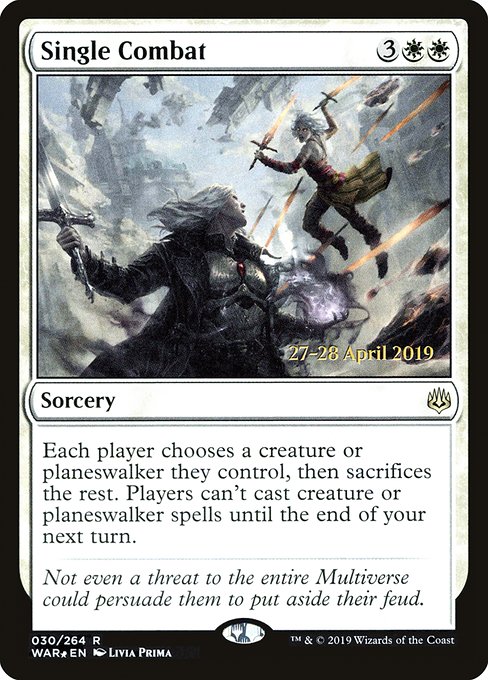 Single Combat 3
27–28 April 2019
Sorcery
Each player chooses a creature or
planeswalker they control, then sacrifices
the rest. Players can't cast creature or
planeswalker spells until the end of your
next turn.
Not even a threat to the entire Multiverse
could persuade them to put aside their feud.
030/264 R
WAR★EN Livia Prima
™ & © 2019 Wizards of the Coast